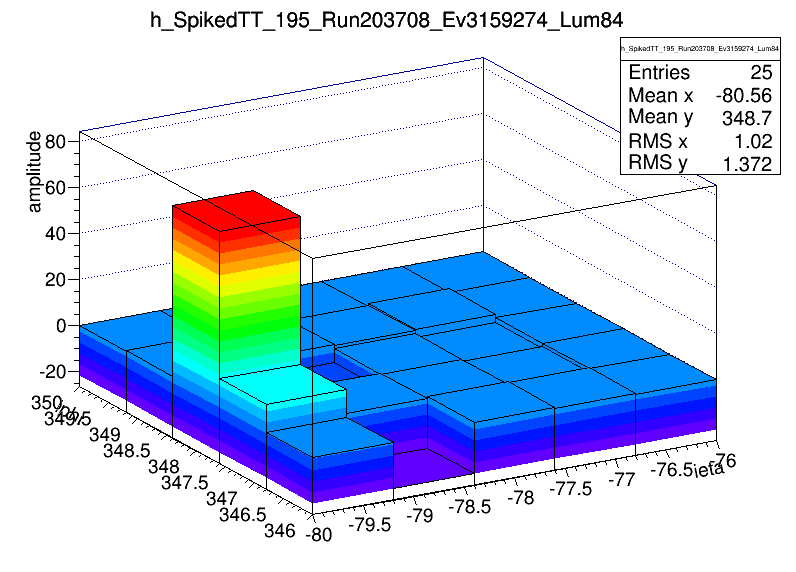 h_SpikedTT_195_Run203708_Ev3159274_Lum84
h_SpikedTT_195_Run203708_Ev3159274_Lum84
Entries 25
Mean x -80.56
Mean y 348.7
RMS x 1.02
RMS y 1.372
amplitude
80
60
40
20
0
-20
350
349.5
349
348.5
348
347.5
347
346.5
346
-80
-79.5
-79
-78.5
-78
-77.5
-77
-76.5
-76
ieta